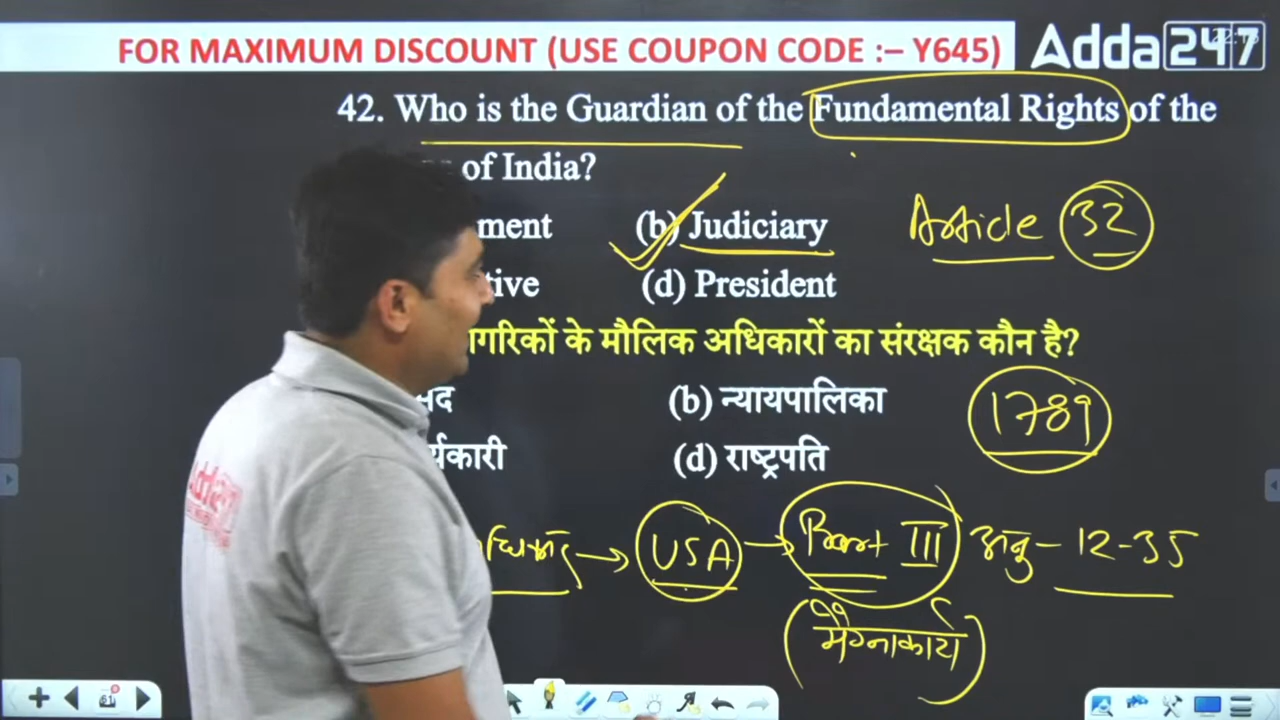 FOR MAXIMUM DISCOUNT (USE COUPON CODE :– Y645)
Adda247
42. Who is the Guardian of the Fundamental Rights of the
of India?
ment (b) Judiciary
Article 32
tive (d) President
गरिकों के मौलिक अधिकारों का संरक्षक कौन है?
सद (b) न्यायपालिका
1789
र्यकारी (d) राष्ट्रपति
→ USA → Part III अनु – 12-35
(मैग्नाकार्टा)
61